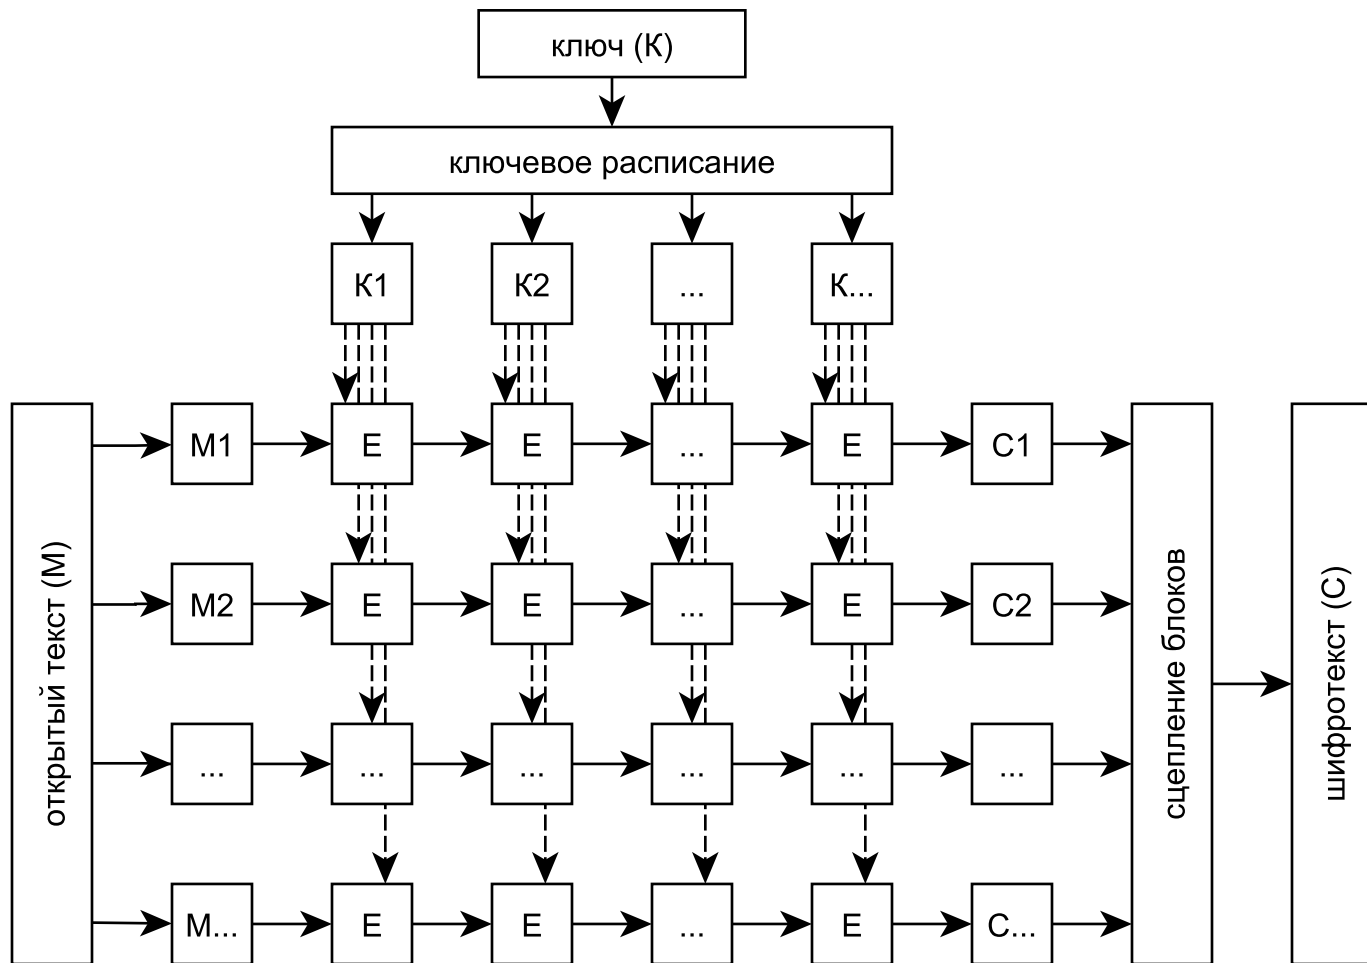 ключ (К)
ключевое расписание
К1
К2
...
К...
открытый текст (М)
М1
Е
Е
...
Е
С1
М2
Е
Е
...
Е
С2
...
...
...
...
...
...
М...
Е
Е
...
Е
С...
сцепление блоков
шифротекст (С)